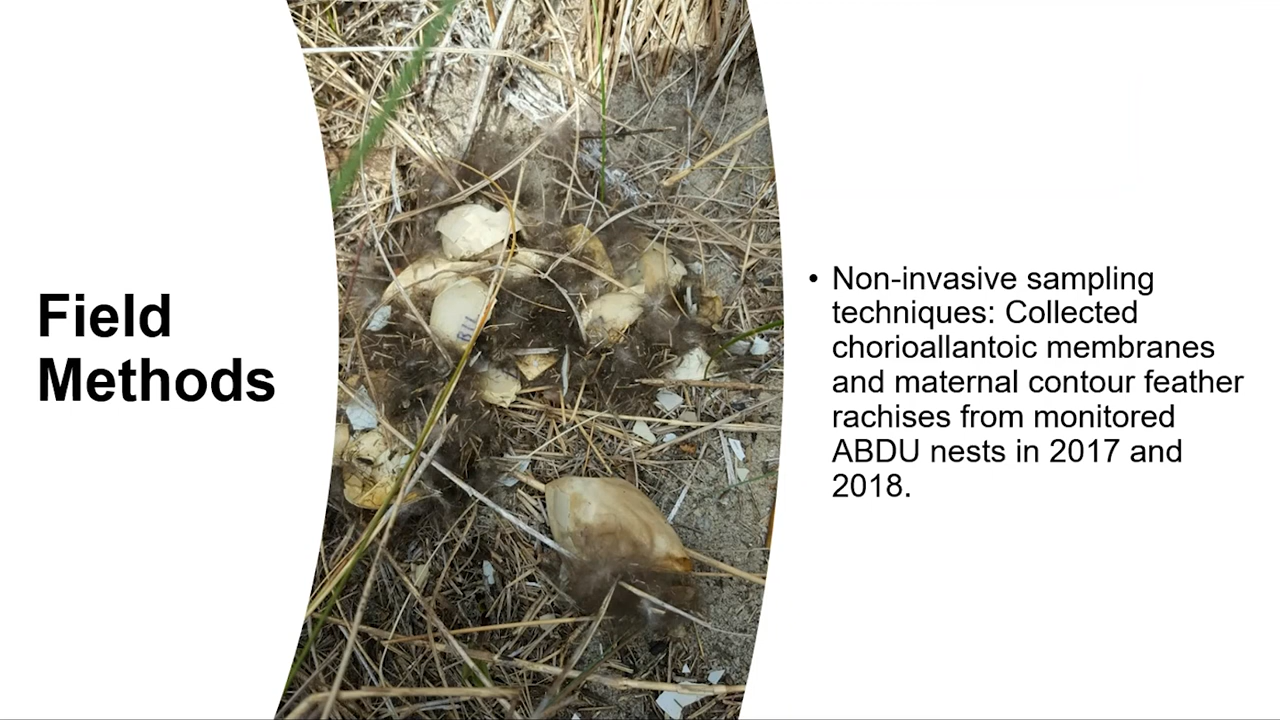 Field
Methods
• Non-invasive sampling
techniques: Collected
chorioallantoic membranes
and maternal contour feather
rachises from monitored
ABDU nests in 2017 and
2018.